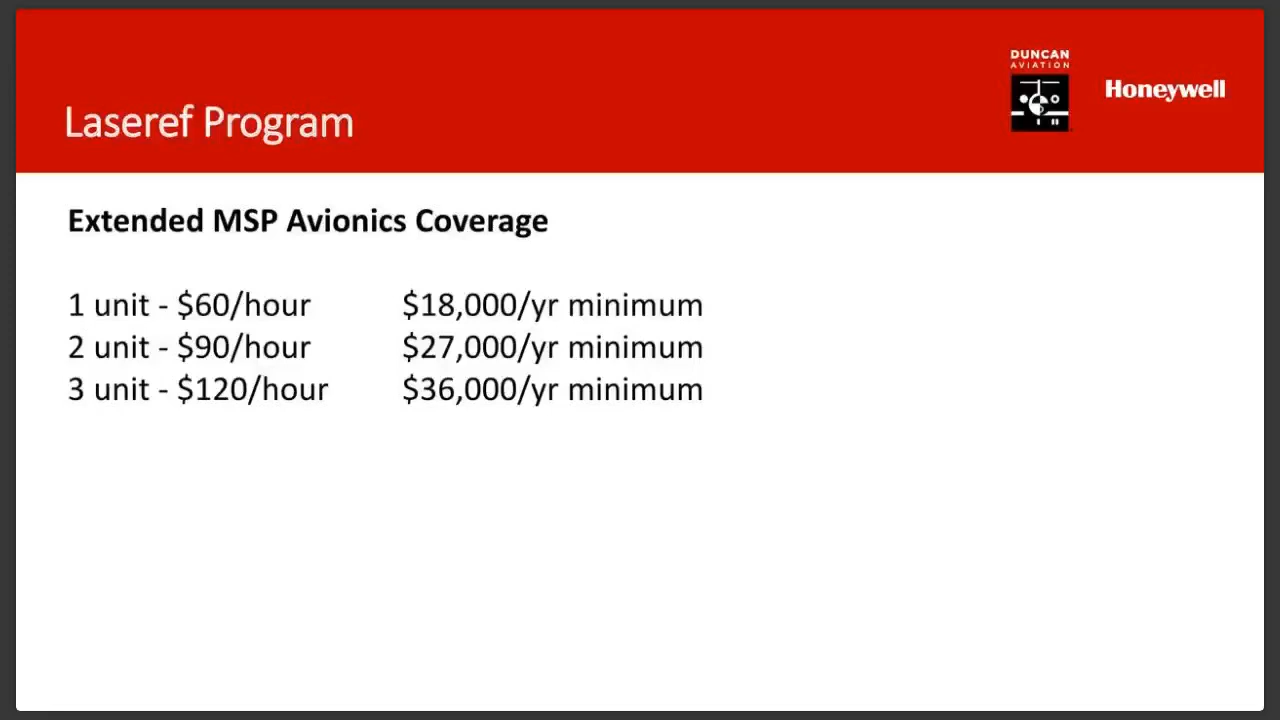 DUNCAN
AVIATION
Honeywell
Laseref Program
Extended MSP Avionics Coverage
1 unit - $60/hour $18,000/yr minimum
2 unit - $90/hour $27,000/yr minimum
3 unit - $120/hour $36,000/yr minimum